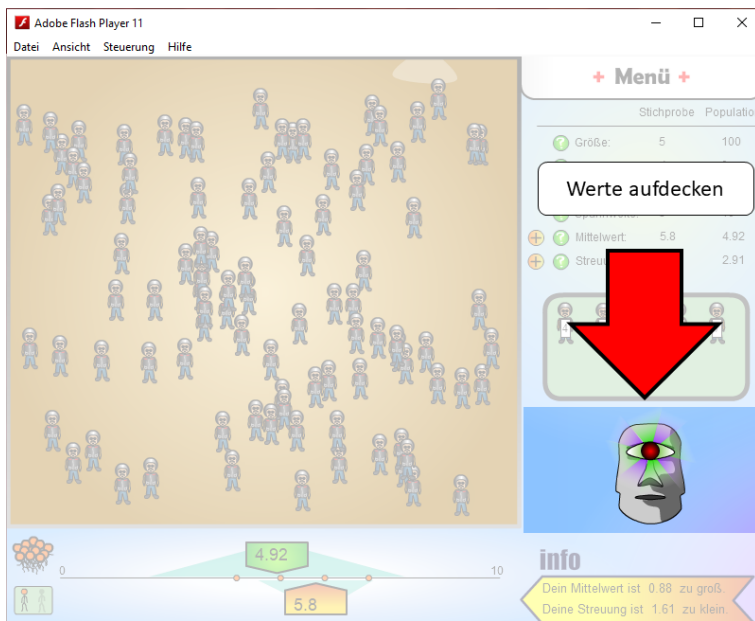 Adobe Flash Player 11
Datei Ansicht Steuerung Hilfe
+ Menü +
Stichprobe Populatio
? Größe: 5 100
Werte aufdecken
? Mittelwert: 5.8 4.92
? 2.91
4
4.92
0 10
5.8
info
Dein Mittelwert ist 0.88 zu groß.
Deine Streuung ist 1.61 zu klein.